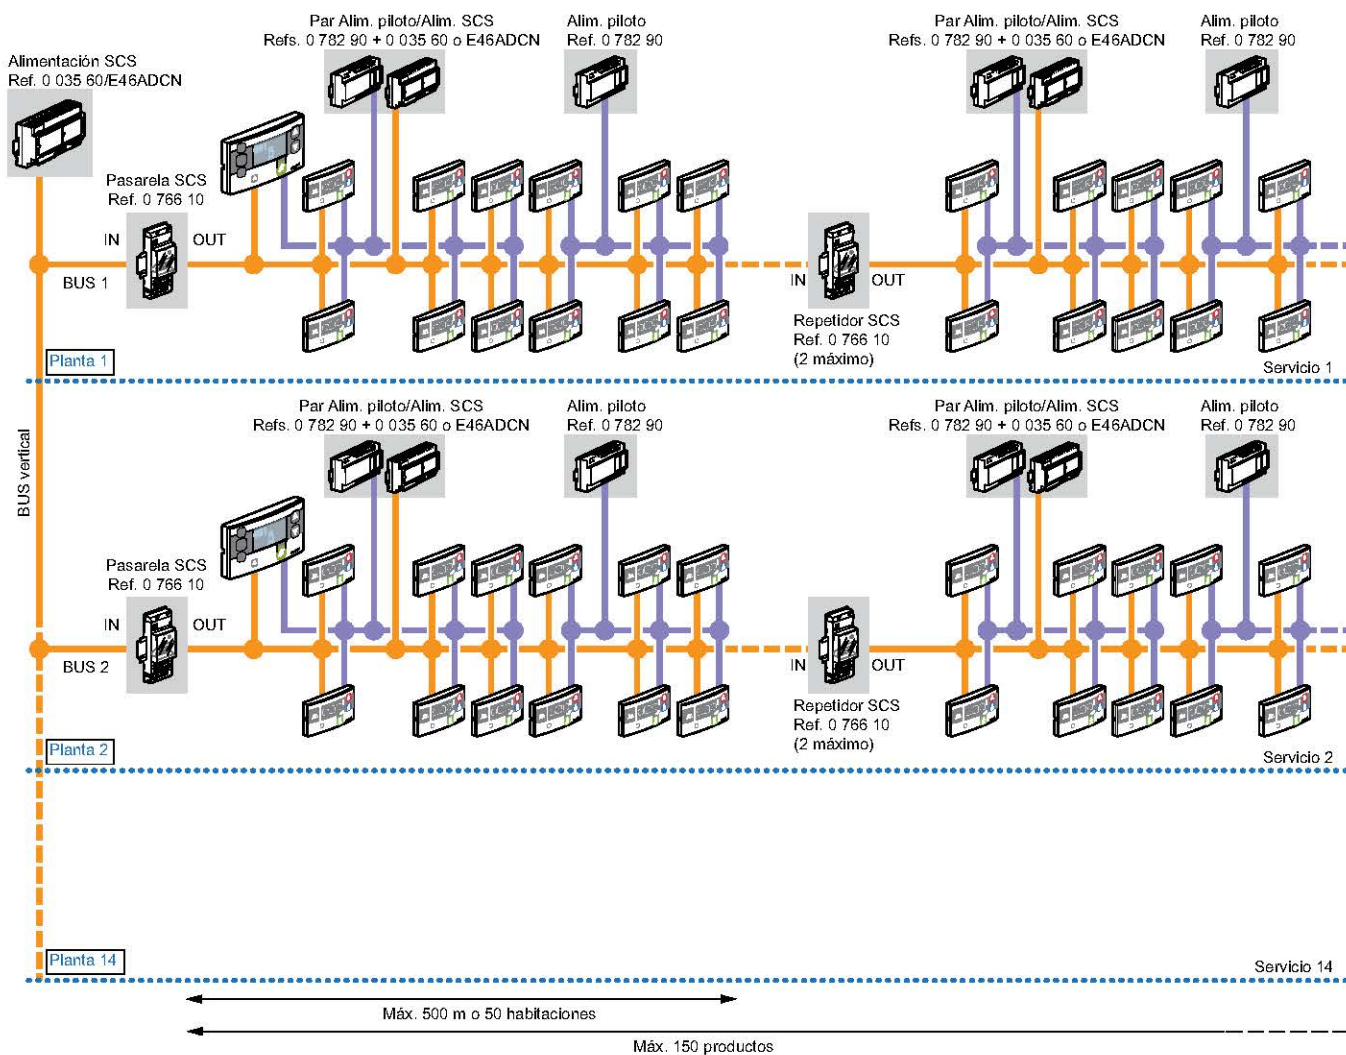 Par Alim. piloto/Alim. SCS
Refs. 0 782 90 + 0 035 60 o E46ADCN
Alim. piloto
Ref. 0 782 90
Par Alim. piloto/Alim. SCS
Refs. 0 782 90 + 0 035 60 o E46ADCN
Alim. piloto
Ref. 0 782 90
Alimentación SCS
Ref. 0 035 60/E46ADCN
Pasarela SCS
Ref. 0 766 10
IN
OUT
BUS 1
IN
OUT
Repetidor SCS
Ref. 0 766 10
(2 máximo)
Planta 1
Servicio 1
BUS vertical
Par Alim. piloto/Alim. SCS
Refs. 0 782 90 + 0 035 60 o E46ADCN
Alim. piloto
Ref. 0 782 90
Par Alim. piloto/Alim. SCS
Refs. 0 782 90 + 0 035 60 o E46ADCN
Alim. piloto
Ref. 0 782 90
Pasarela SCS
Ref. 0 766 10
IN
OUT
BUS 2
IN
OUT
Repetidor SCS
Ref. 0 766 10
(2 máximo)
Planta 2
Servicio 2
Planta 14
Servicio 14
Máx. 500 m o 50 habitaciones
Máx. 150 productos